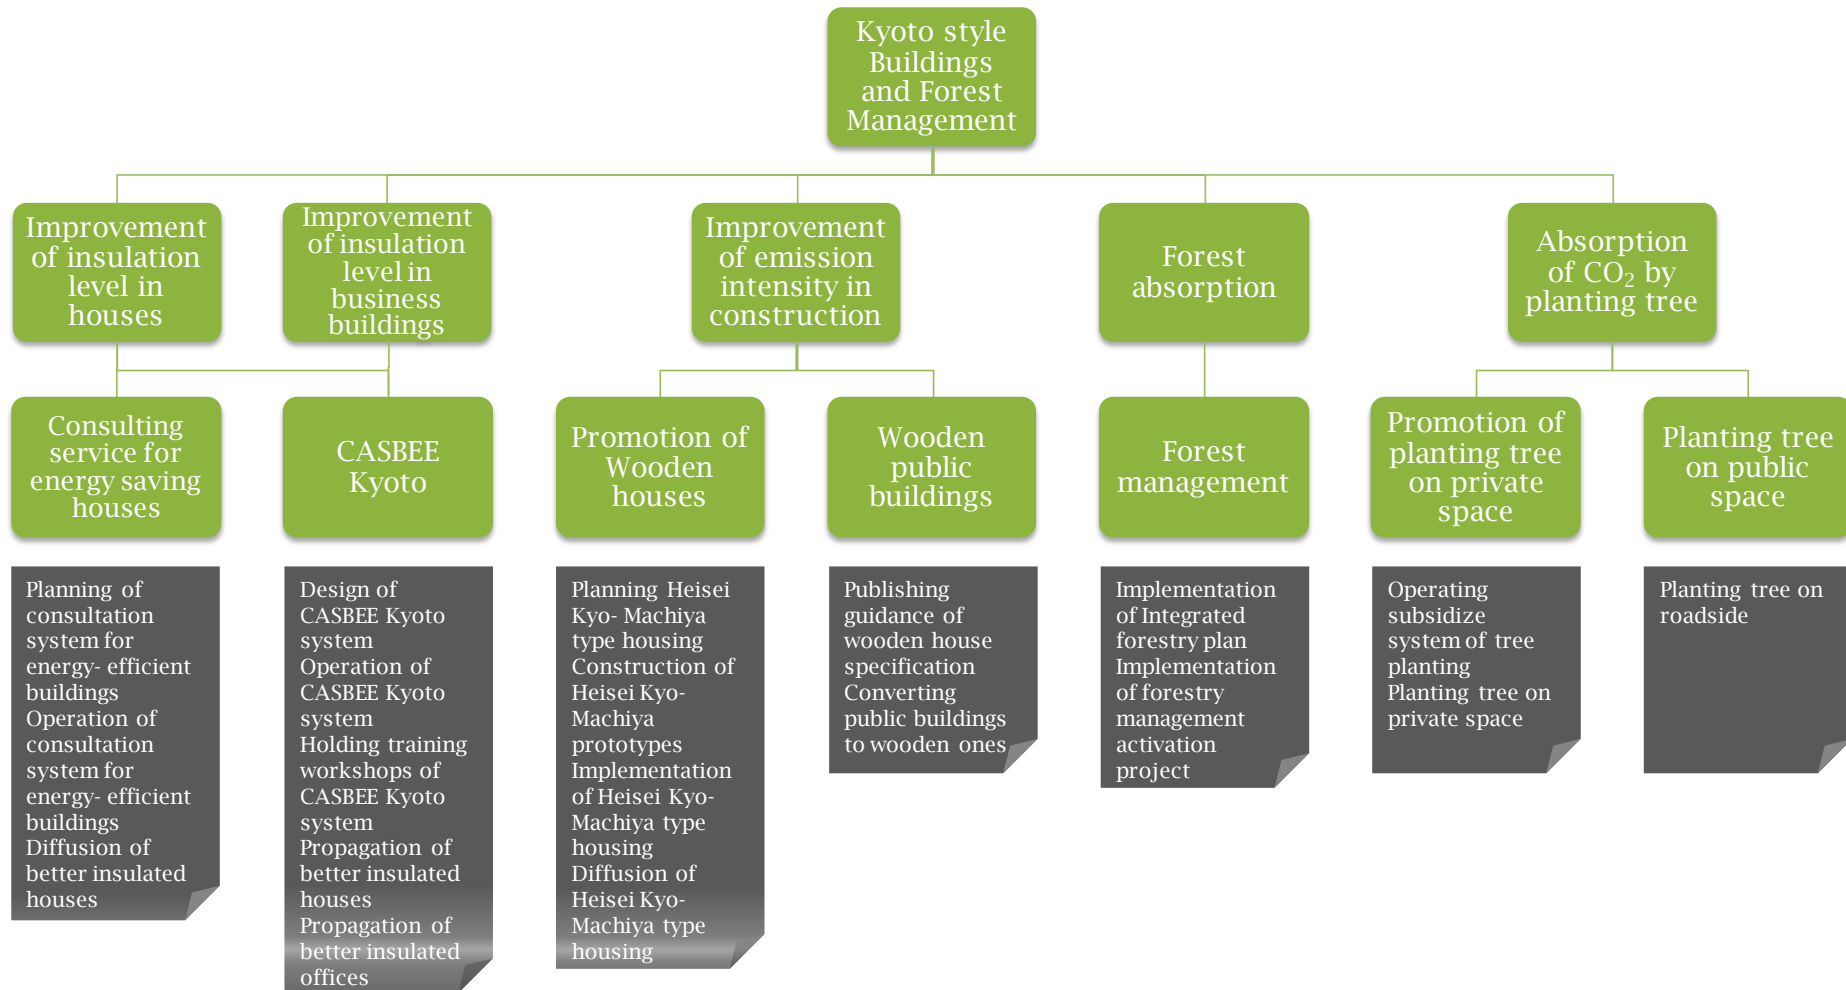 Kyoto style
Buildings
and Forest
Management
Improvement
of insulation
level in
houses
Improvement
of insulation
level in
business
buildings
Improvement
of emission
intensity in
construction
Forest
absorption
Absorption
of CO₂ by
planting tree
Consulting
service for
energy saving
houses
CASBEE
Kyoto
Promotion of
Wooden
houses
Wooden
public
buildings
Forest
management
Promotion of
planting tree
on private
space
Planting tree
on public
space
Planning of
consultation
system for
energy- efficient
buildings
Operation of
consultation
system for
energy- efficient
buildings
Diffusion of
better insulated
houses
Design of
CASBEE Kyoto
system
Operation of
CASBEE Kyoto
system
Holding training
workshops of
CASBEE Kyoto
system
Propagation of
better insulated
houses
Propagation of
better insulated
offices
Planning Heisei
Kyo- Machiya
type housing
Construction of
Heisei Kyo-
Machiya
prototypes
Implementation
of Heisei Kyo-
Machiya type
housing
Diffusion of
Heisei Kyo-
Machiya type
housing
Publishing
guidance of
wooden house
specification
Converting
public buildings
to wooden ones
Implementation
of Integrated
forestry plan
Implementation
of forestry
management
activation
project
Operating
subsidize
system of tree
planting
Planting tree on
private space
Planting tree on
roadside